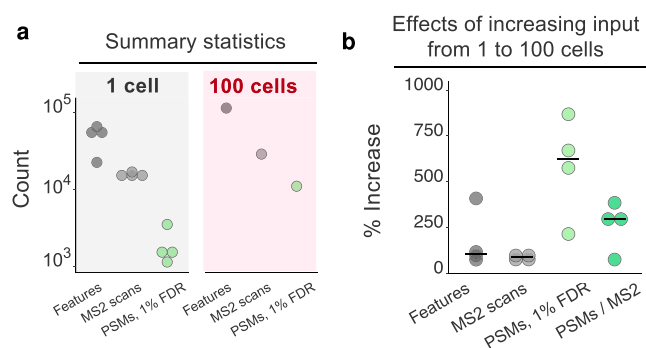 a
Summary statistics
1 cell
100 cells
Count
10^5
10^4
10^3
Features
MS2 scans
PSMs, 1% FDR
Features
MS2 scans
PSMs, 1% FDR
b
Effects of increasing input
from 1 to 100 cells
% Increase
1000
750
500
250
0
Features
MS2 scans
PSMs, 1% FDR
PSMs / MS2